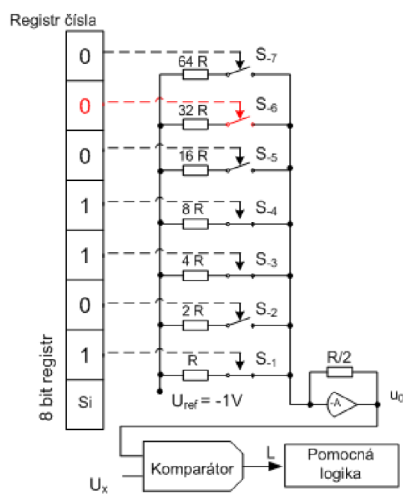 Registr čísla
0
S-7
64 R
0
S-6
32 R
0
S-5
16 R
1
S-4
8 R
1
S-3
4 R
0
S-2
2 R
1
S-1
R
R/2
8 bit registr
Si
Uref = -1V
-A
u0
Komparátor
L
Pomocná
logika
Ux